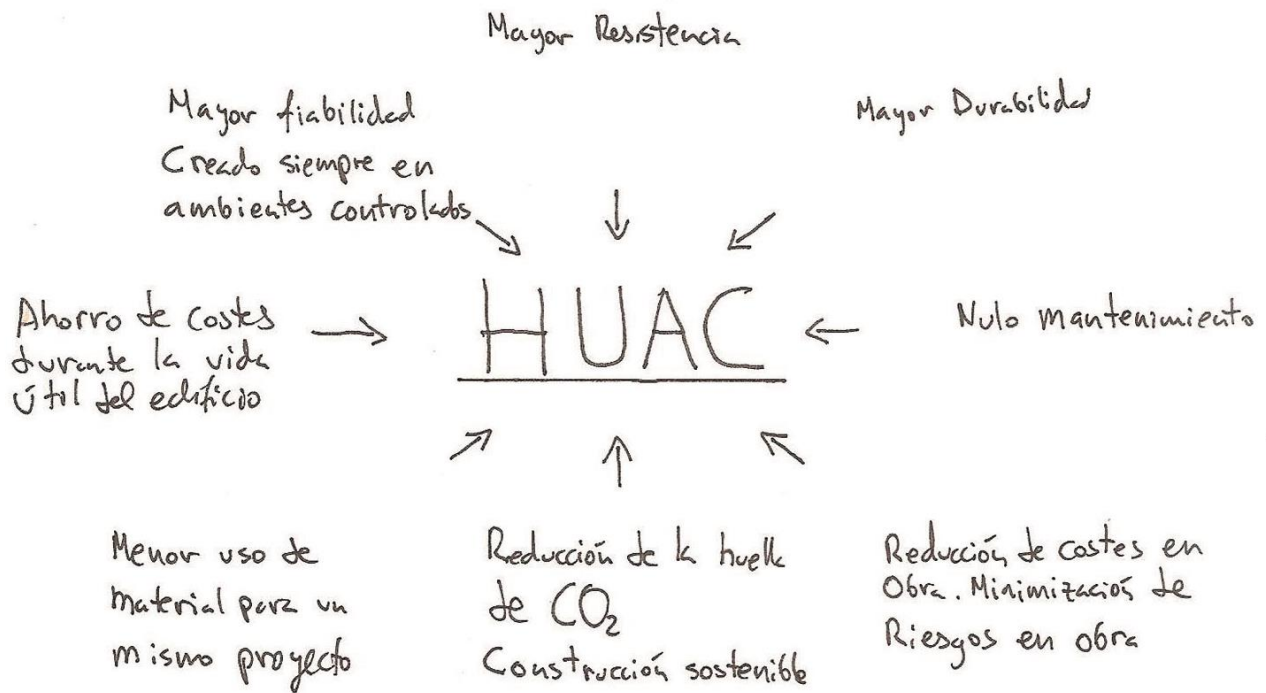 Mayor Resistencia
Mayor fiabilidad
Creado siempre en
ambientes controlados
Mayor Durabilidad
Ahorro de costes
durante la vida
útil del edificio
HUAC
Nulo mantenimiento
Menor uso de
material para un
mismo proyecto
Reducción de la huella
de CO₂
Construcción sostenible
Reducción de costes en
Obra. Minimización de
Riesgos en obra